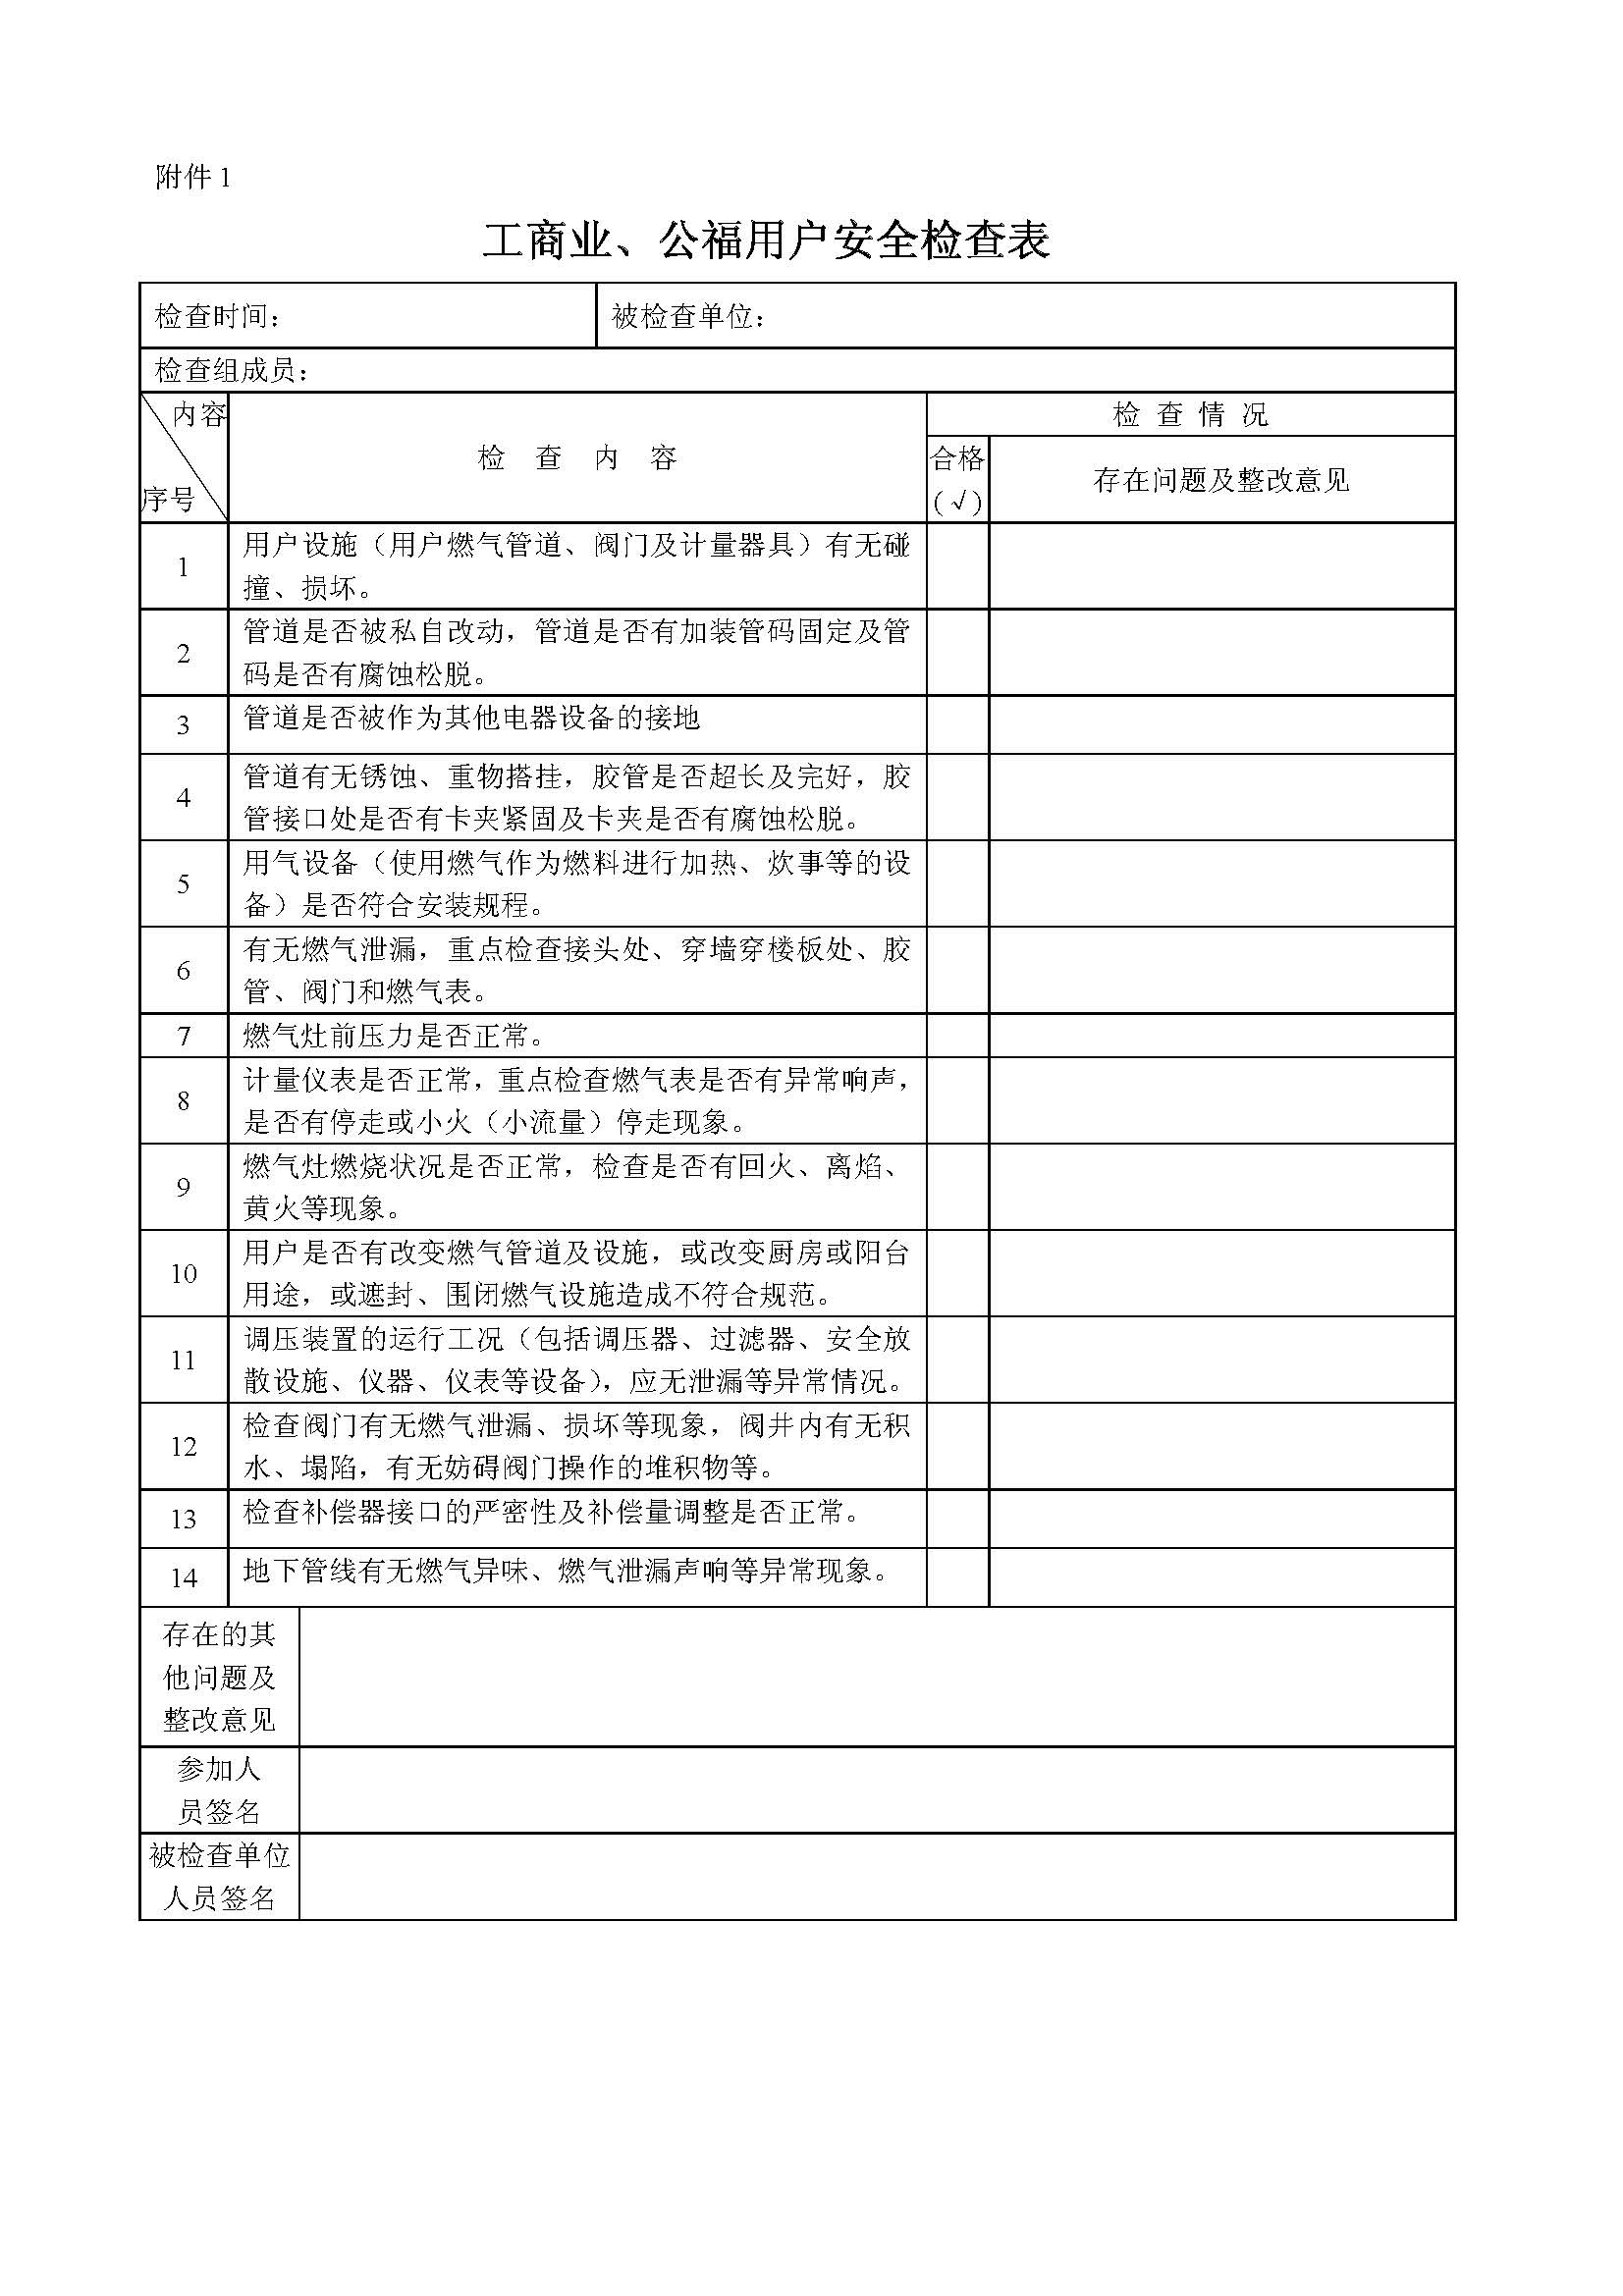 附件1
工商业、公福用户安全检查表
检查时间：
被检查单位：
检查组成员：
内容
序号
检 查 内 容
检 查 情 况
合格
(√)
存在问题及整改意见
1
用户设施（用户燃气管道、阀门及计量器具）有无碰
撞、损坏。
2
管道是否被私自改动，管道是否有加装管码固定及管
码是否有腐蚀松脱。
3
管道是否被作为其他电器设备的接地
4
管道有无锈蚀、重物搭挂，胶管是否超长及完好，胶
管接口处是否有卡夹紧固及卡夹是否有腐蚀松脱。
5
用气设备（使用燃气作为燃料进行加热、炊事等的设
备）是否符合安装规程。
6
有无燃气泄漏，重点检查接头处、穿墙穿楼板处、胶
管、阀门和燃气表。
7
燃气灶前压力是否正常。
8
计量仪表是否正常，重点检查燃气表是否有异常响声，
是否有停走或小火（小流量）停走现象。
9
燃气灶燃烧状况是否正常，检查是否有回火、离焰、
黄火等现象。
10
用户是否有改变燃气管道及设施，或改变厨房或阳台
用途，或遮封、围闭燃气设施造成不符合规范。
11
调压装置的运行工况（包括调压器、过滤器、安全放
散设施、仪器、仪表等设备），应无泄漏等异常情况。
12
检查阀门有无燃气泄漏、损坏等现象，阀井内有无积
水、塌陷，有无妨碍阀门操作的堆积物等。
13
检查补偿器接口的严密性及补偿量调整是否正常。
14
地下管线有无燃气异味、燃气泄漏声响等异常现象。
存在的其
他问题及
整改意见
参加人
员签名
被检查单位
人员签名